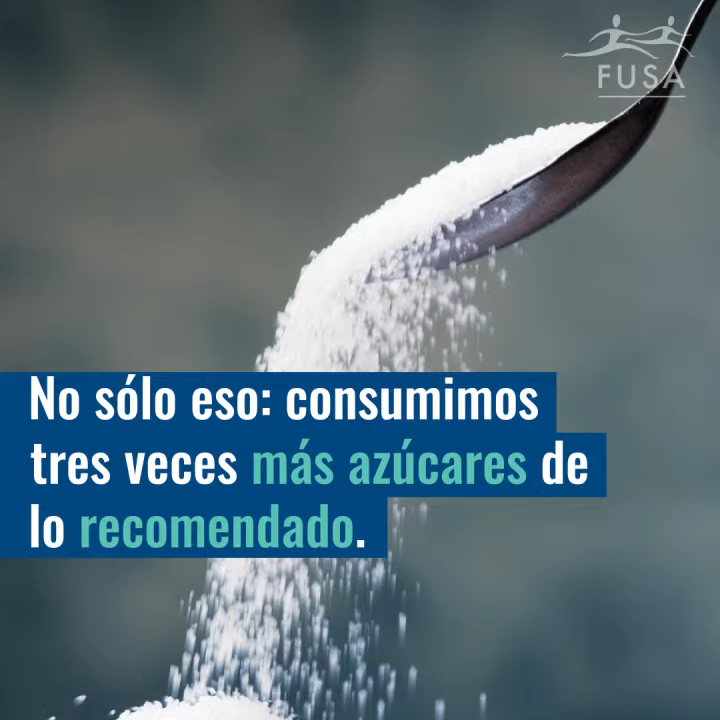 FUSA
No sólo eso: consumimos
tres veces más azúcares de
lo recomendado.